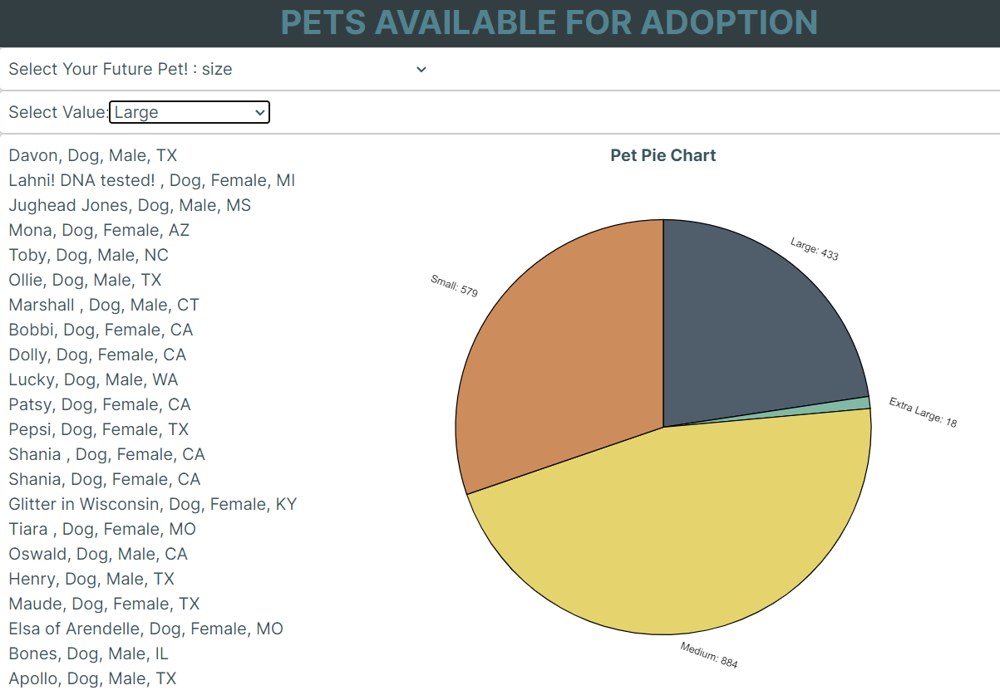 PETS AVAILABLE FOR ADOPTION
Select Your Future Pet! : size
Select Value: Large
Davon, Dog, Male, TX
Lahni! DNA tested! , Dog, Female, MI
Jughead Jones, Dog, Male, MS
Mona, Dog, Female, AZ
Toby, Dog, Male, NC
Ollie, Dog, Male, TX
Marshall , Dog, Male, CT
Bobbi, Dog, Female, CA
Dolly, Dog, Female, CA
Lucky, Dog, Male, WA
Patsy, Dog, Female, CA
Pepsi, Dog, Female, TX
Shania , Dog, Female, CA
Shania, Dog, Female, CA
Glitter in Wisconsin, Dog, Female, KY
Tiara , Dog, Female, MO
Oswald, Dog, Male, CA
Henry, Dog, Male, TX
Maude, Dog, Female, TX
Elsa of Arendelle, Dog, Female, MO
Bones, Dog, Male, IL
Apollo, Dog, Male, TX
Pet Pie Chart
Large: 433
Small: 579
Extra Large: 18
Medium: 884